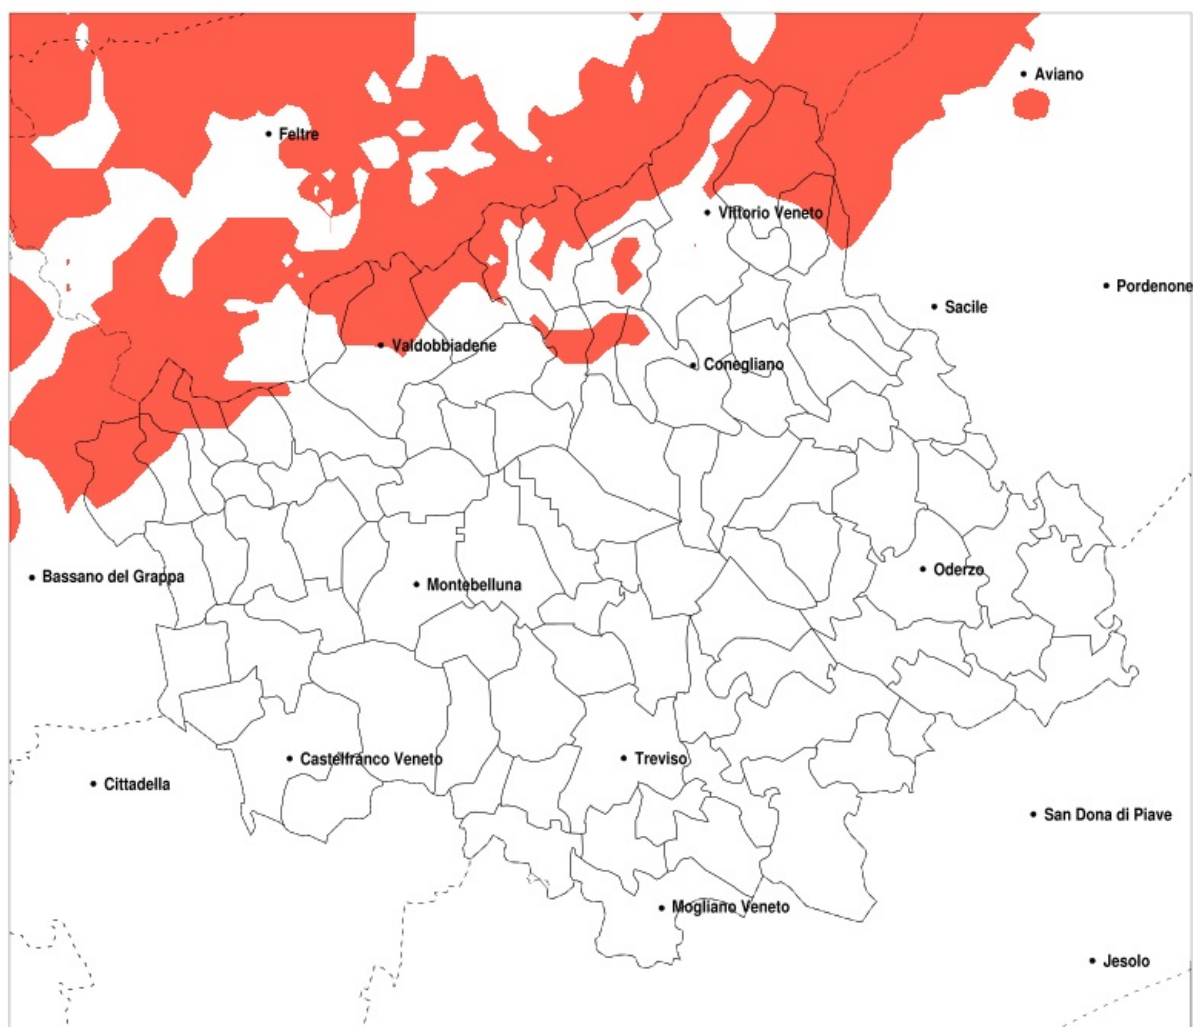 Aviano
Feltre
Vittorio Veneto
Pordenone
Sacile
Valdobbiadene
Conegliano
Oderzo
Bassano del Grappa
Montebelluna
Castelfranco Veneto
Treviso
Cittadella
San Dona di Piave
Mogliano Veneto
Jesolo